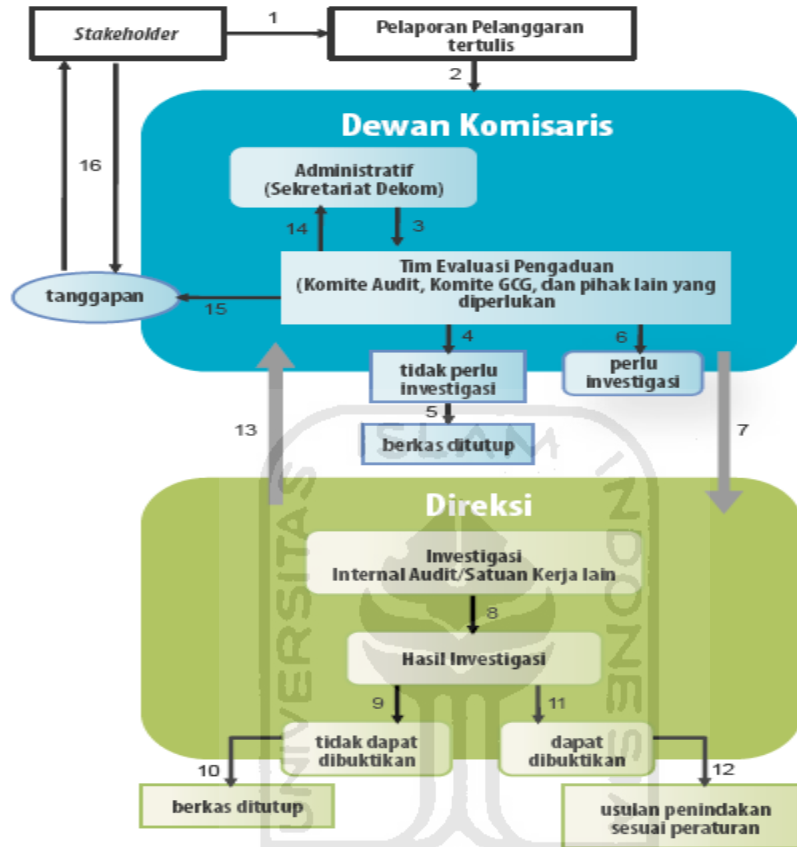 Stakeholder
1
Pelaporan Pelanggaran
tertulis
2
Dewan Komisaris
Administratif
(Sekretariat Dekom)
16
14
3
Tim Evaluasi Pengaduan
(Komite Audit, Komite GCG, dan pihak lain yang
diperlukan
tanggapan
15
4
6
tidak perlu
investigasi
perlu
investigasi
5
berkas ditutup
13
7
Direksi
Investigasi
Internal Audit/Satuan Kerja lain
8
Hasil Investigasi
9
11
tidak dapat
dibuktikan
dapat
dibuktikan
10
12
berkas ditutup
usulan penindakan
sesuai peraturan
UNIVERSITAS
ISLAM
INDONESIA